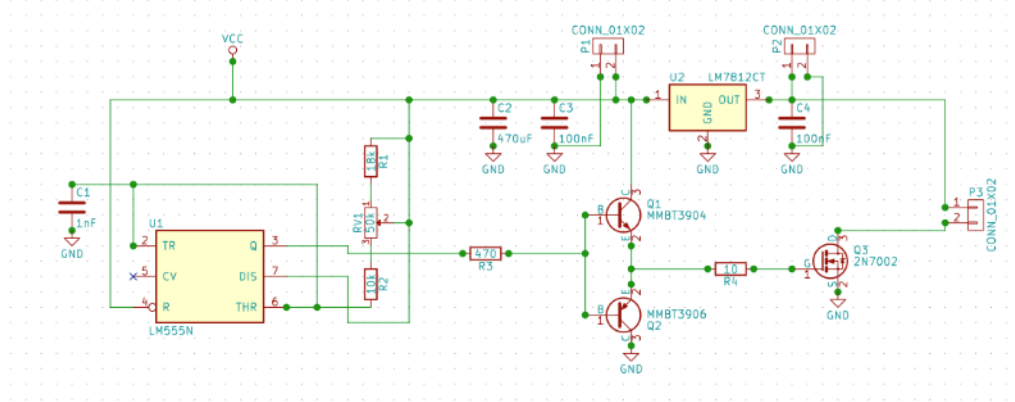 VCC
CONN_01X02
P1
1
2
CONN_01X02
P2
1
2
U2
LM7812CT
1
IN
OUT
3
GND
2
GND
C2
470uF
GND
C3
100nF
GND
C4
100nF
GND
18k
R1
1
RV1
50k
2
3
10k
R2
C1
1nF
GND
U1
2
TR
Q
3
5
CV
DIS
7
4
R
THR
6
LM555N
470
R3
B
1
C
3
E
2
Q1
MMBT3904
B
1
E
2
C
3
MMBT3906
Q2
GND
10
R4
G
1
D
3
S
2
Q3
2N7002
GND
P3
1
2
CONN_01X02